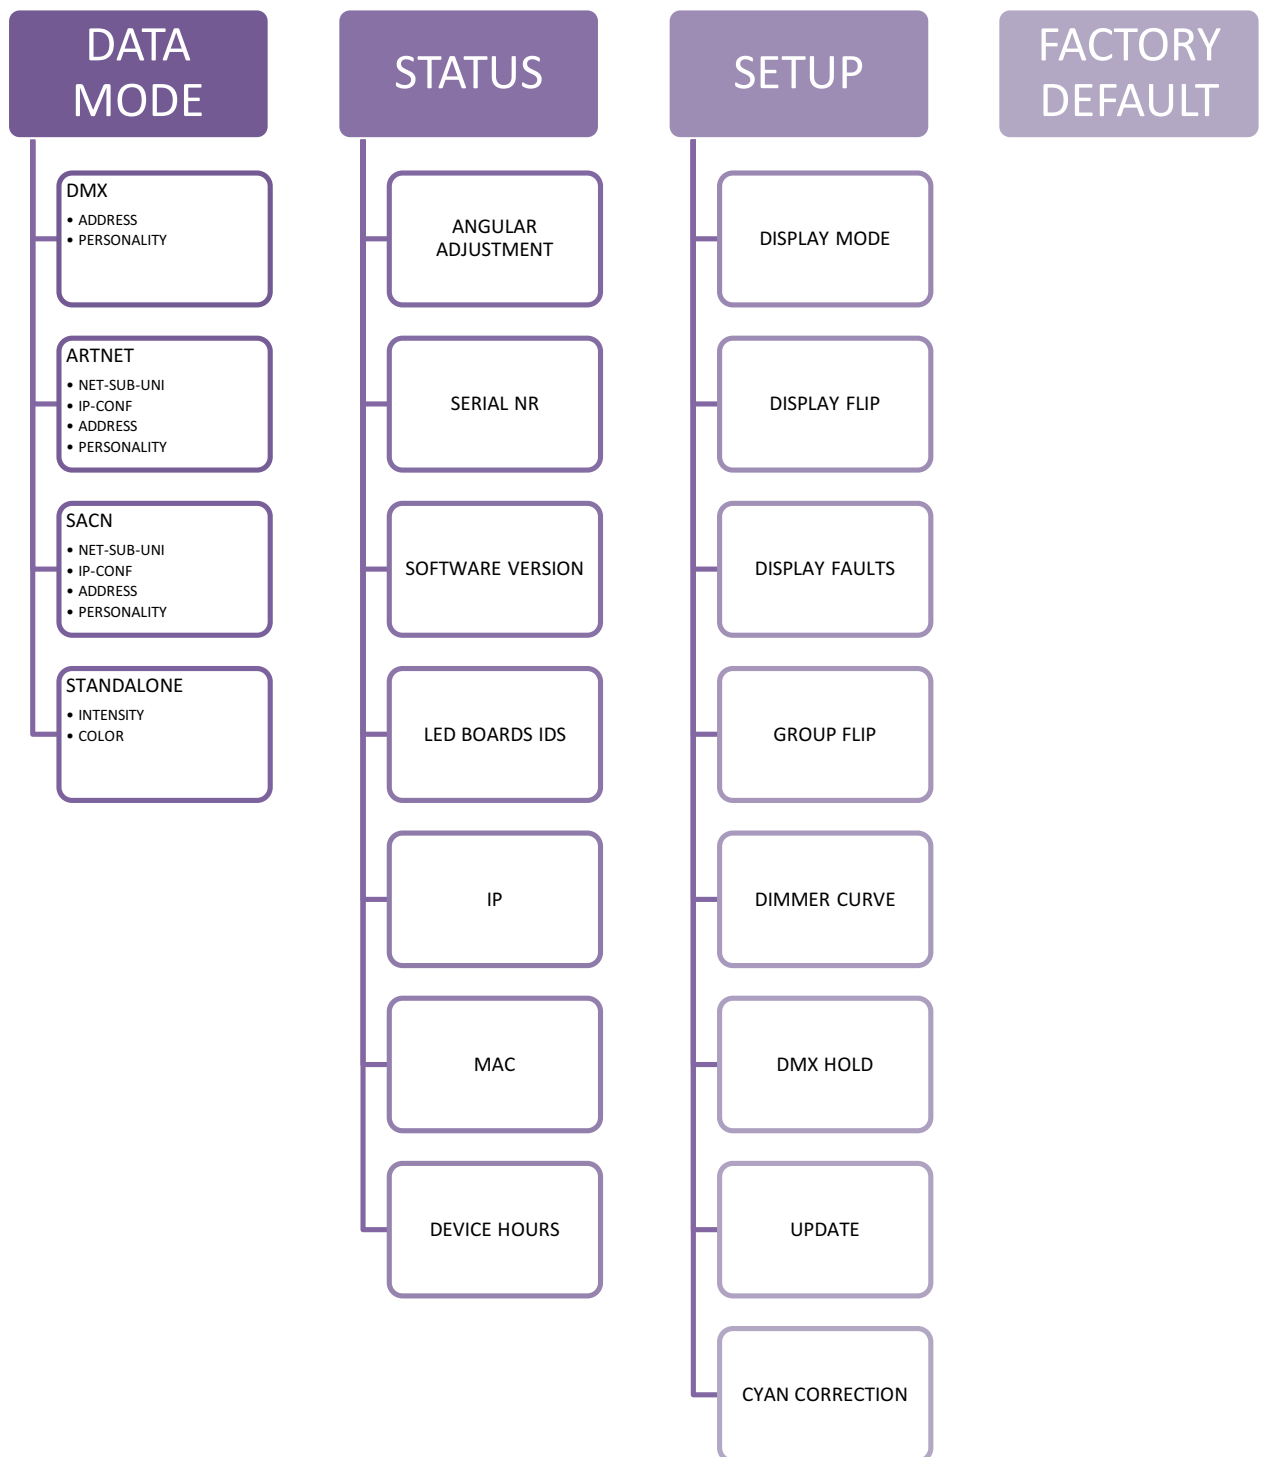 DATA
MODE
DMX
• ADDRESS
• PERSONALITY
ARTNET
• NET-SUB-UNI
• IP-CONF
• ADDRESS
• PERSONALITY
SACN
• NET-SUB-UNI
• IP-CONF
• ADDRESS
• PERSONALITY
STANDALONE
• INTENSITY
• COLOR
STATUS
ANGULAR
ADJUSTMENT
SERIAL NR
SOFTWARE VERSION
LED BOARDS IDS
IP
MAC
DEVICE HOURS
SETUP
DISPLAY MODE
DISPLAY FLIP
DISPLAY FAULTS
GROUP FLIP
DIMMER CURVE
DMX HOLD
UPDATE
CYAN CORRECTION
FACTORY
DEFAULT